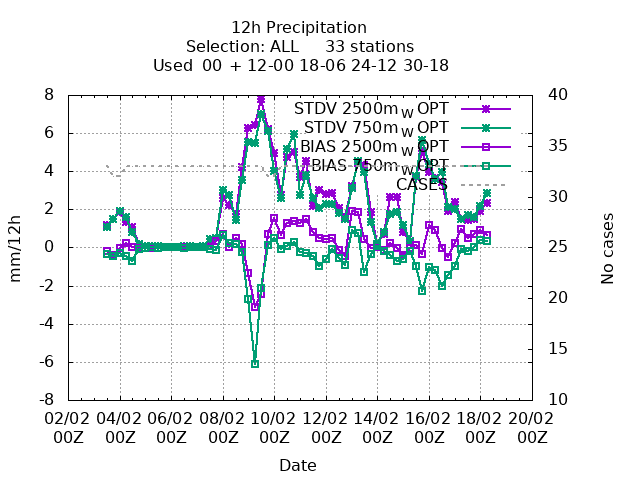 12h Precipitation
Selection: ALL 33 stations
Used 00 + 12-00 18-06 24-12 30-18
STDV 2500m W OPT
STDV 750m W OPT
BIAS 2500m W OPT
BIAS 750m W OPT
CASES
mm/12h
8
6
4
2
0
-2
-4
-6
-8
No cases
40
35
30
25
20
15
10
02/02 04/02 06/02 08/02 10/02 12/02 14/02 16/02 18/02 20/02
00Z 00Z 00Z 00Z 00Z 00Z 00Z 00Z 00Z 00Z
Date